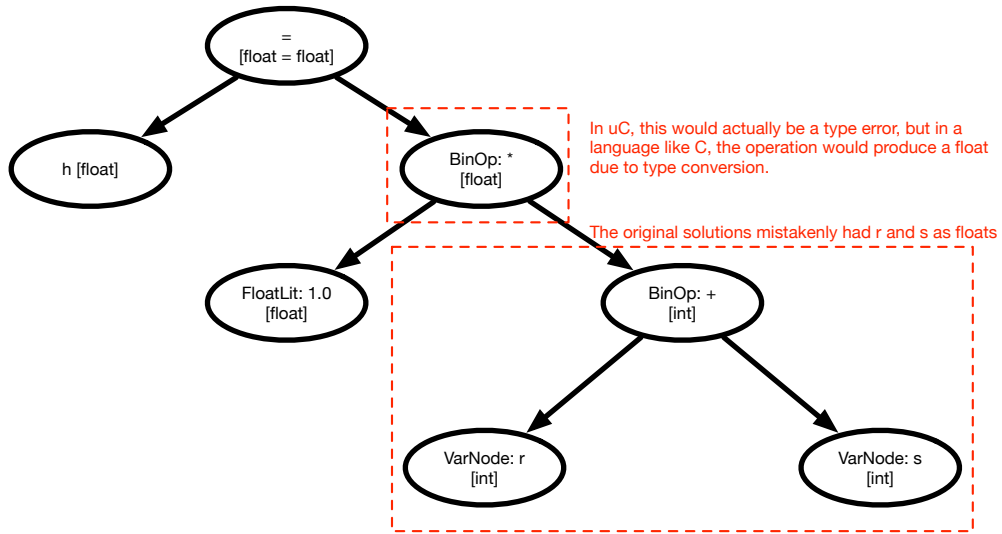 =
[float = float]
In uC, this would actually be a type error, but in a
language like C, the operation would produce a float
due to type conversion.
h [float]
BinOp: *
[float]
The original solutions mistakenly had r and s as floats
FloatLit: 1.0
[float]
BinOp: +
[int]
VarNode: r
[int]
VarNode: s
[int]